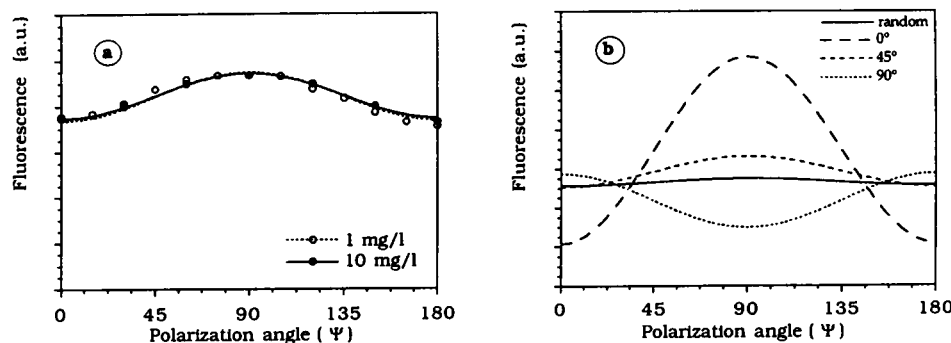 a
Fluorescence (a.u.)
1 mg/l
10 mg/l
0 45 90 135 180
Polarization angle ( Ψ )
b
random
0°
45°
90°
Fluorescence (a.u.)
0 45 90 135 180
Polarization angle ( Ψ )